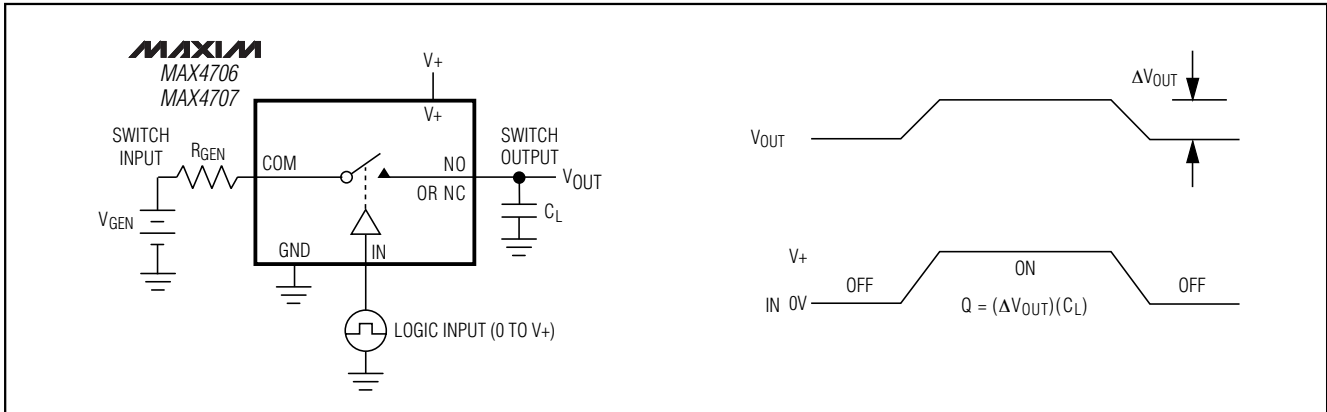 MAXIM
MAX4706
MAX4707
V+
V+
SWITCH
INPUT
RGEN
COM
NO
OR NC
SWITCH
OUTPUT
VOUT
CL
VGEN
GND
IN
LOGIC INPUT (0 TO V+)
ΔVOUT
VOUT
V+
IN 0V
OFF
ON
OFF
Q = (ΔVOUT)(CL)